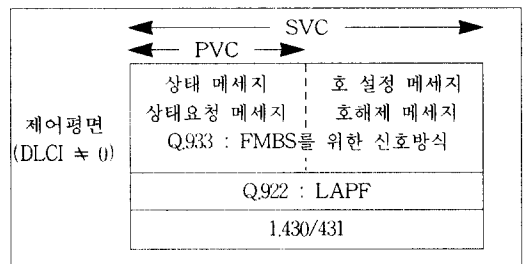 SVC
PVC
상태 메세지 호 설정 메세지
상태요청 메세지 호해제 메세지
Q.933 : FMBS를 위한 신호방식
제어평면
(DLCI ≒ 0)
Q.922 : LAPF
1.430/431